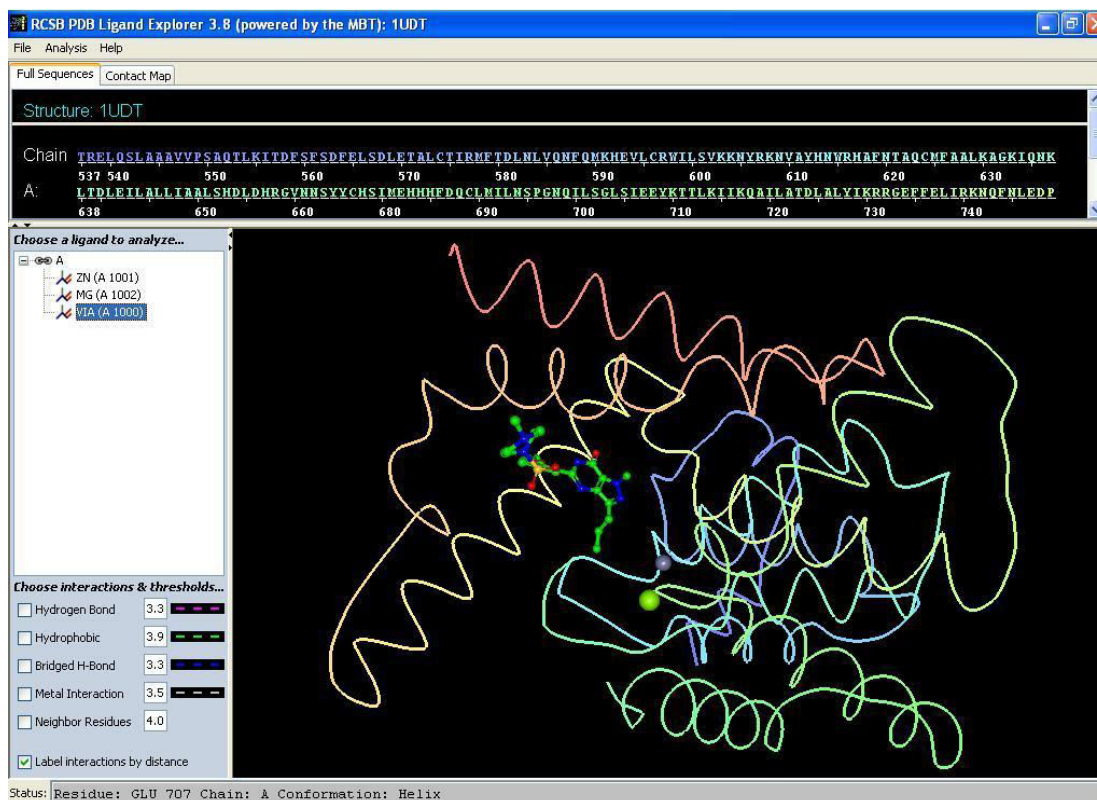 RCSB PDB Ligand Explorer 3.8 (powered by the MBT): 1UDT
File Analysis Help
Full Sequences Contact Map
Structure: 1UDT
Chain TRELQSLAAAVVPSAQTLKITDFSFSDFELSDLETALCTIRMFTDLNLVQNFQMKHEVLCRWILSVKKNYRKNVAYHNWRHAFNTAQCMFAALKAGKIQNK
537 540 550 560 570 580 590 600 610 620 630
A: LTDLEILALLIAALSHDLDHRGVNNSYYCHSIMEHHHFDQCLMILNSPGNQILSGLSIEEYKTTLKIIKQAILATDLALYIKRRGEFFELIRKNQFNLEDP
638 650 660 670 680 690 700 710 720 730 740
Choose a ligand to analyze...
A
ZN (A 1001)
MG (A 1002)
VIA (A 1000)
Choose interactions & thresholds...
Hydrogen Bond 3.3
Hydrophobic 3.9
Bridged H-Bond 3.3
Metal Interaction 3.5
Neighbor Residues 4.0
Label interactions by distance
Status: Residue: GLU 707 Chain: A Conformation: Helix